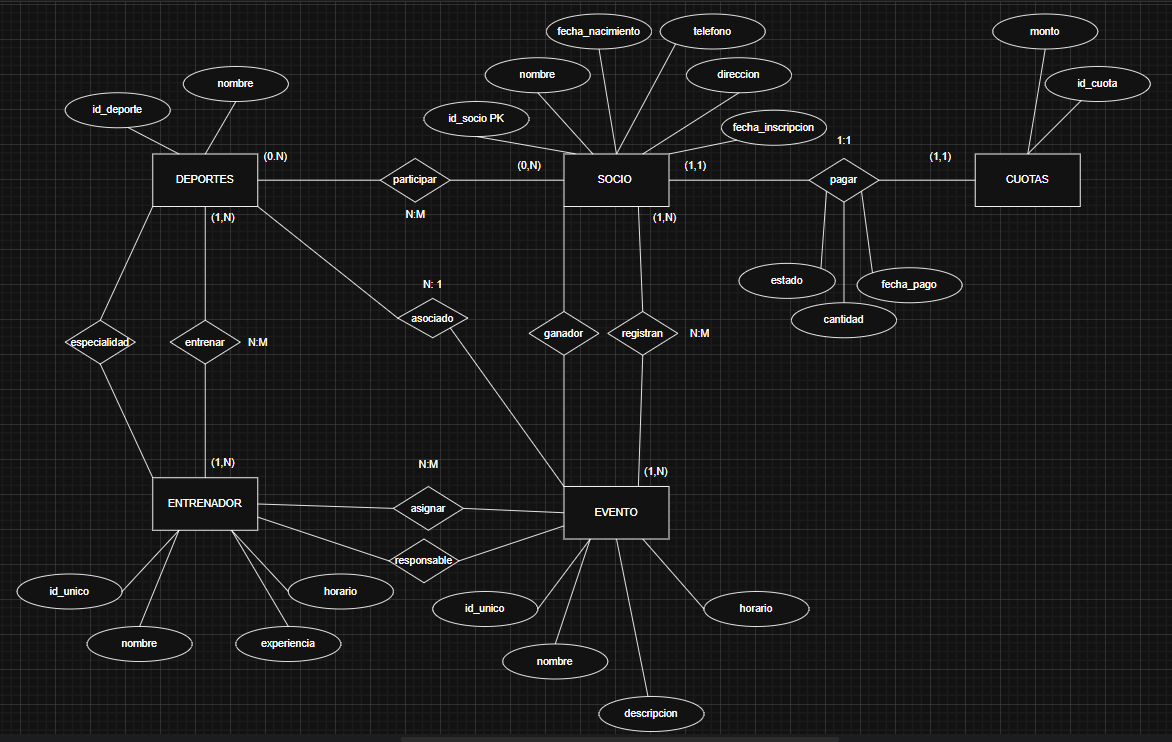 fecha_nacimiento
telefono
monto
nombre
direccion
nombre
id_cuota
id_deporte
id_socio PK
fecha_inscripcion
1:1
(0.N)
(0,N)
(1,1)
(1,1)
DEPORTES
participar
SOCIO
pagar
CUOTAS
N:M
(1,N)
(1,N)
estado
N: 1
fecha_pago
asociado
cantidad
especialidad
entrenar
N:M
ganador
registran
N:M
(1,N)
N:M
(1,N)
ENTRENADOR
asignar
EVENTO
responsable
id_unico
horario
id_unico
horario
nombre
experiencia
nombre
descripcion